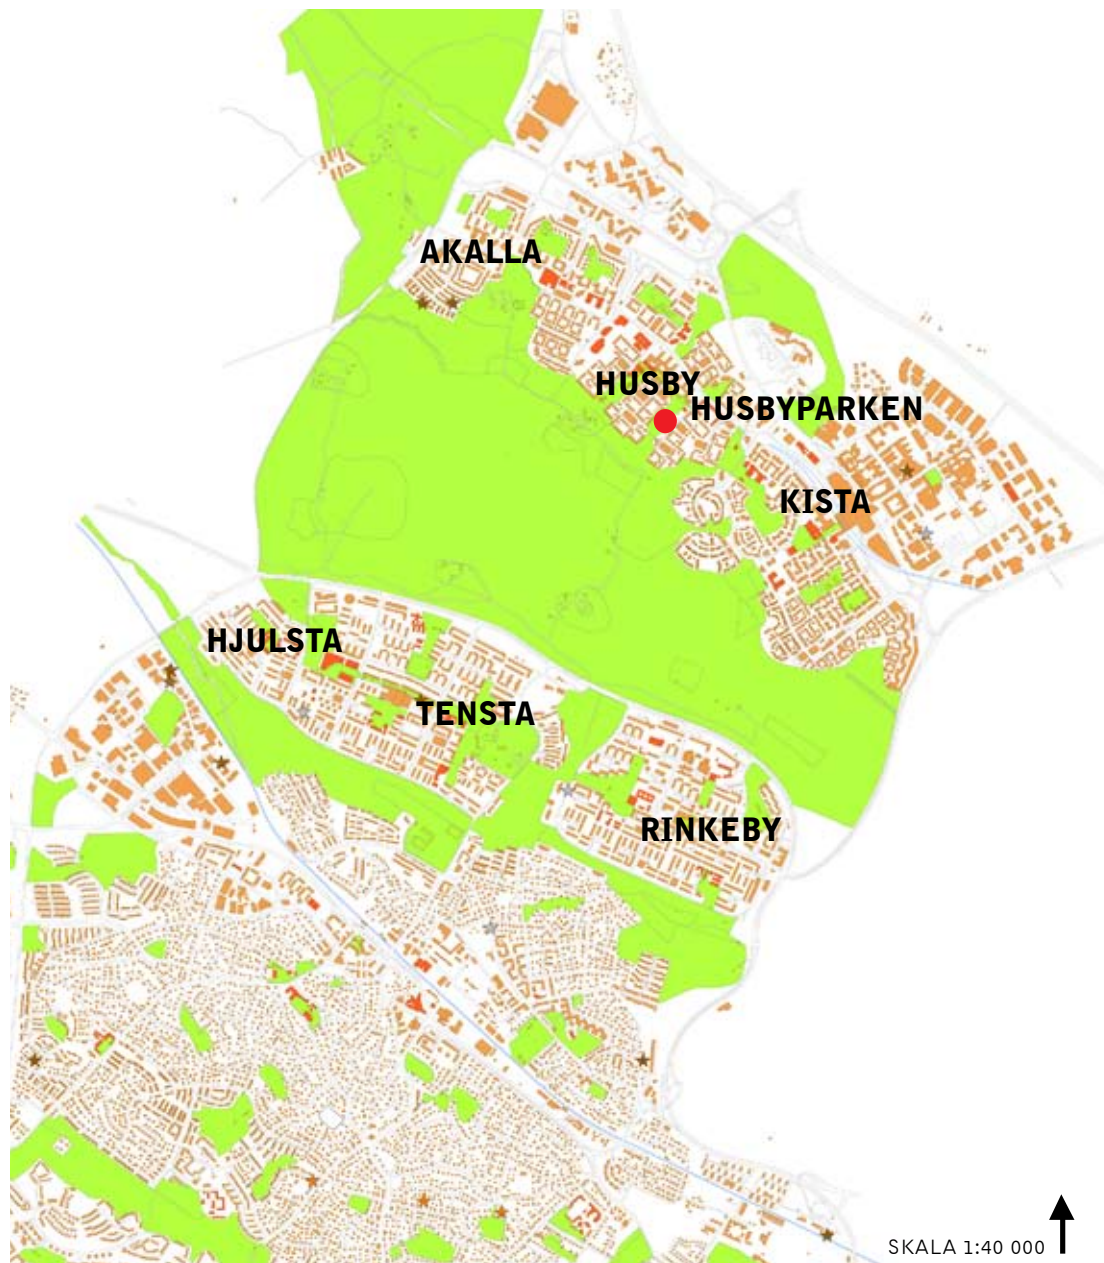 AKALLA
HUSBY
HUSBYPARKEN
KISTA
HJULSTA
TENSTA
RINKEBY
SKALA 1:40 000